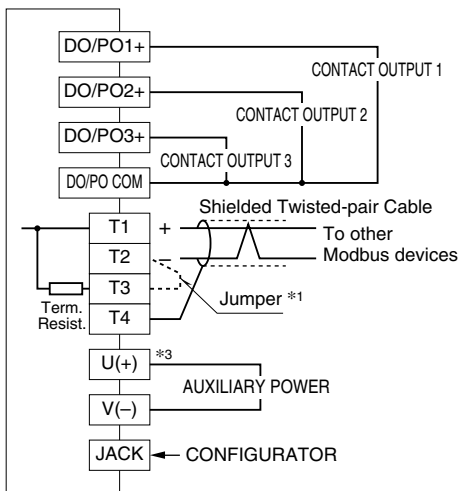 DO/PO1+
CONTACT OUTPUT 1
DO/PO2+
CONTACT OUTPUT 2
DO/PO3+
CONTACT OUTPUT 3
DO/PO COM
Shielded Twisted-pair Cable
T1 +
To other
Modbus devices
T2 –
T3
Jumper *1
Term.
Resist.
T4
U(+) *3
AUXILIARY POWER
V(–)
JACK CONFIGURATOR